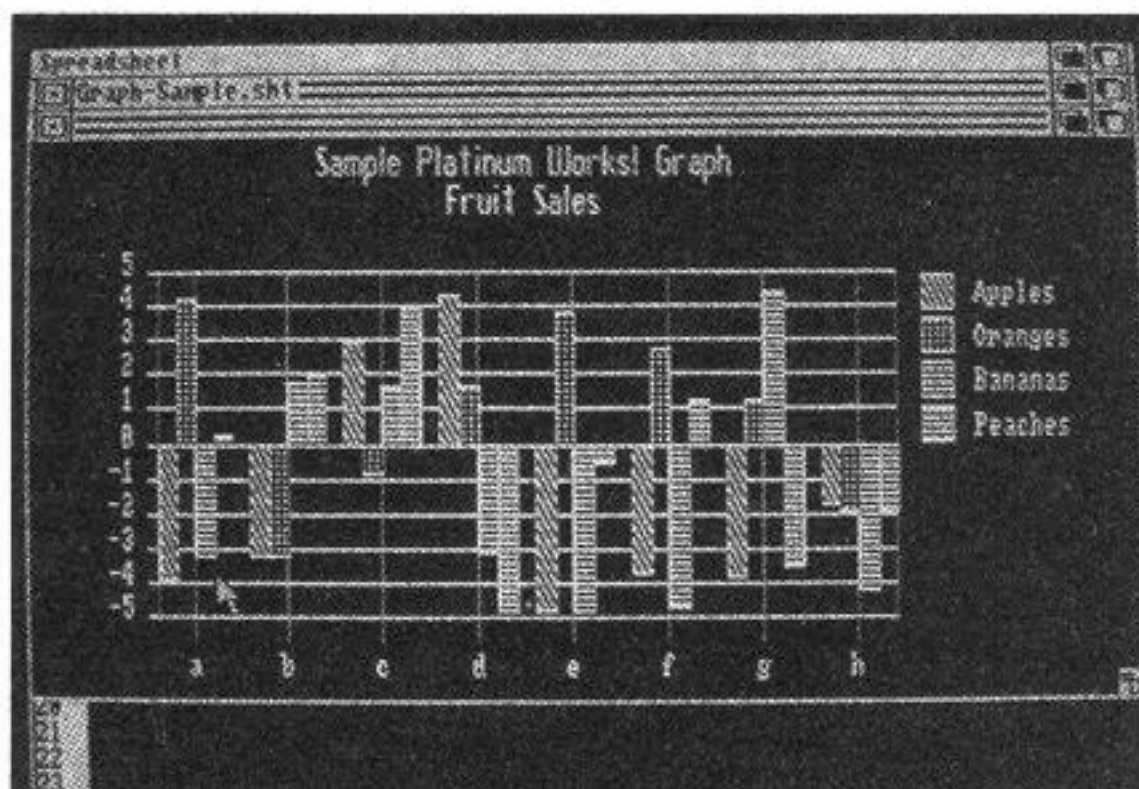 Spreadsheet
Graph-Sample.sht
Sample Platinum Works! Graph
Fruit Sales
5
4
3
2
1
0
-1
-2
-3
-4
-5
a b c d e f g h
Apples
Oranges
Bananas
Peaches